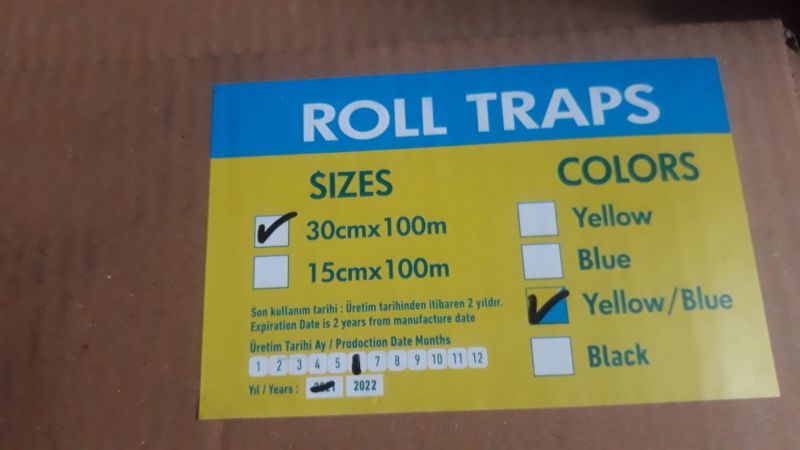 ROLL TRAPS
SIZES
30cmx100m
15cmx100m
COLORS
Yellow
Blue
Yellow/Blue
Black
Son kullanım tarihi : Üretim tarihinden itibaren 2 yıldır.
Expiration Date is 2 years from manufacture date
Üretim Tarihi Ay / Prodoction Date Months
1 2 3 4 5 7 8 9 10 11 12
Yıl / Years : 2022